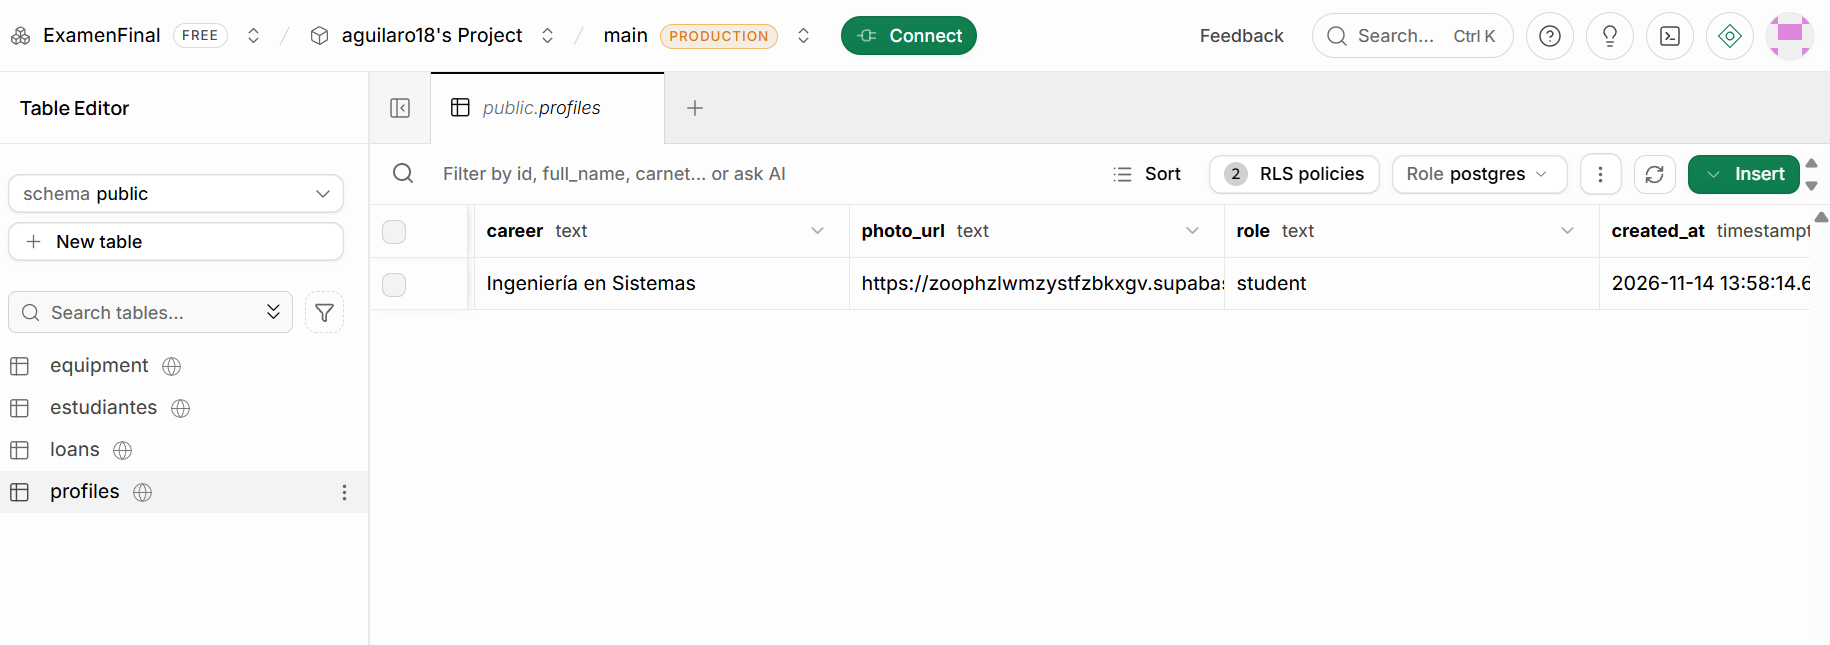 ExamenFinal FREE / aguilaro18's Project / main PRODUCTION Connect Feedback Search... Ctrl K
Table Editor
public.profiles
schema public
New table
Search tables...
equipment
estudiantes
loans
profiles
Filter by id, full_name, carnet... or ask AI Sort 2 RLS policies Role postgres Insert
career text photo_url text role text created_at timestampt
Ingeniería en Sistemas https://zoophzlwmzystfzbkxgv.supabas student 2026-11-14 13:58:14.6